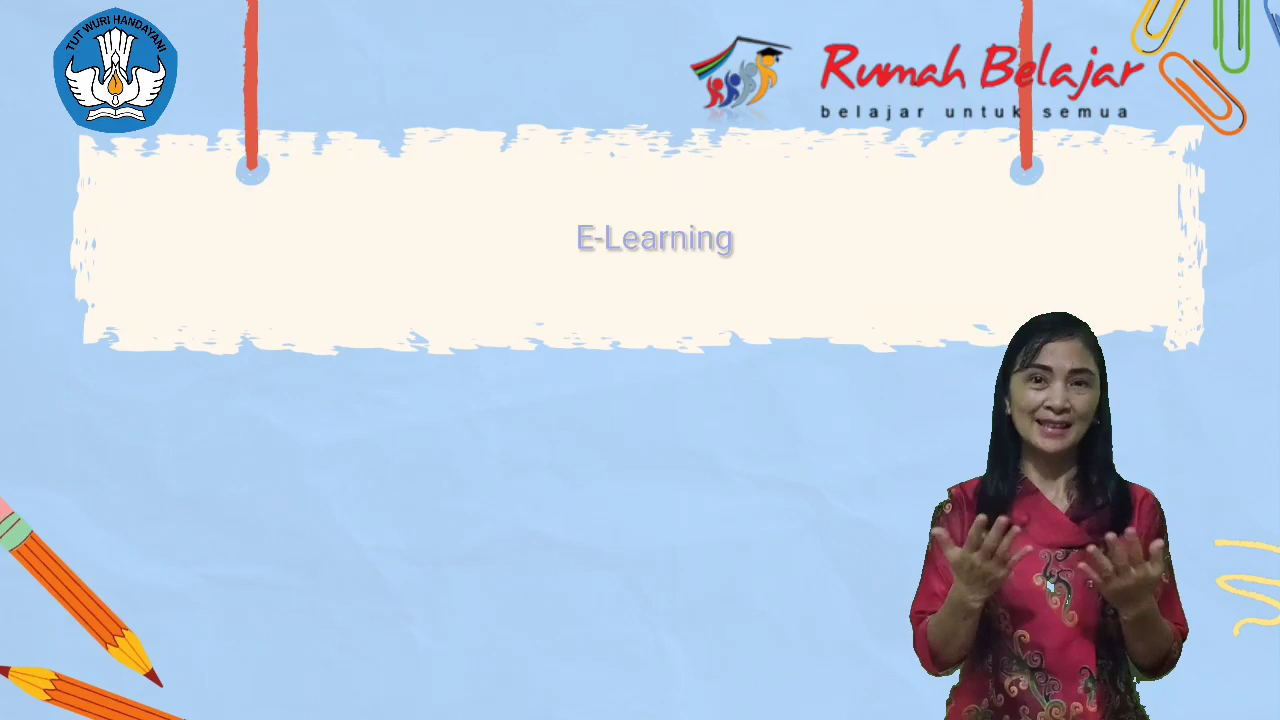 TUT WURI HANDAYANI
Rumah Belajar
belajar untuk semua
E-Learning